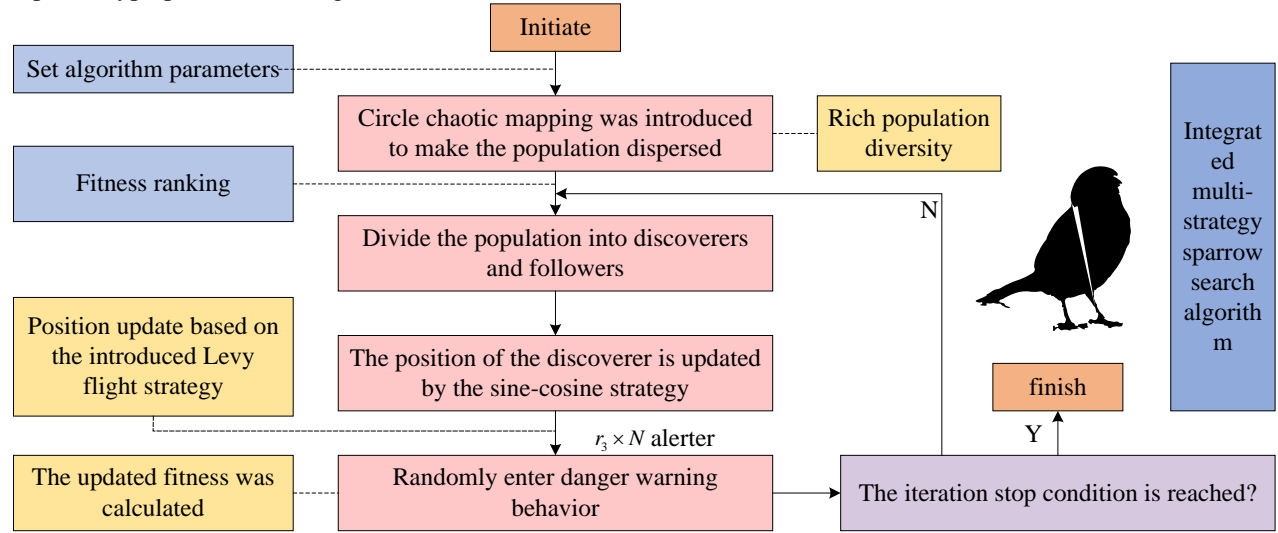 Initiate
Set algorithm parameters
Circle chaotic mapping was introduced
to make the population dispersed
Rich population
diversity
Fitness ranking
N
Divide the population into discoverers
and followers
Position update based on
the introduced Levy
flight strategy
The position of the discoverer is updated
by the sine-cosine strategy
r₃ × N alerter
The updated fitness was
calculated
Randomly enter danger warning
behavior
The iteration stop condition is reached?
Y
finish
Integrat
ed
multi-
strategy
sparrow
search
algorith
m